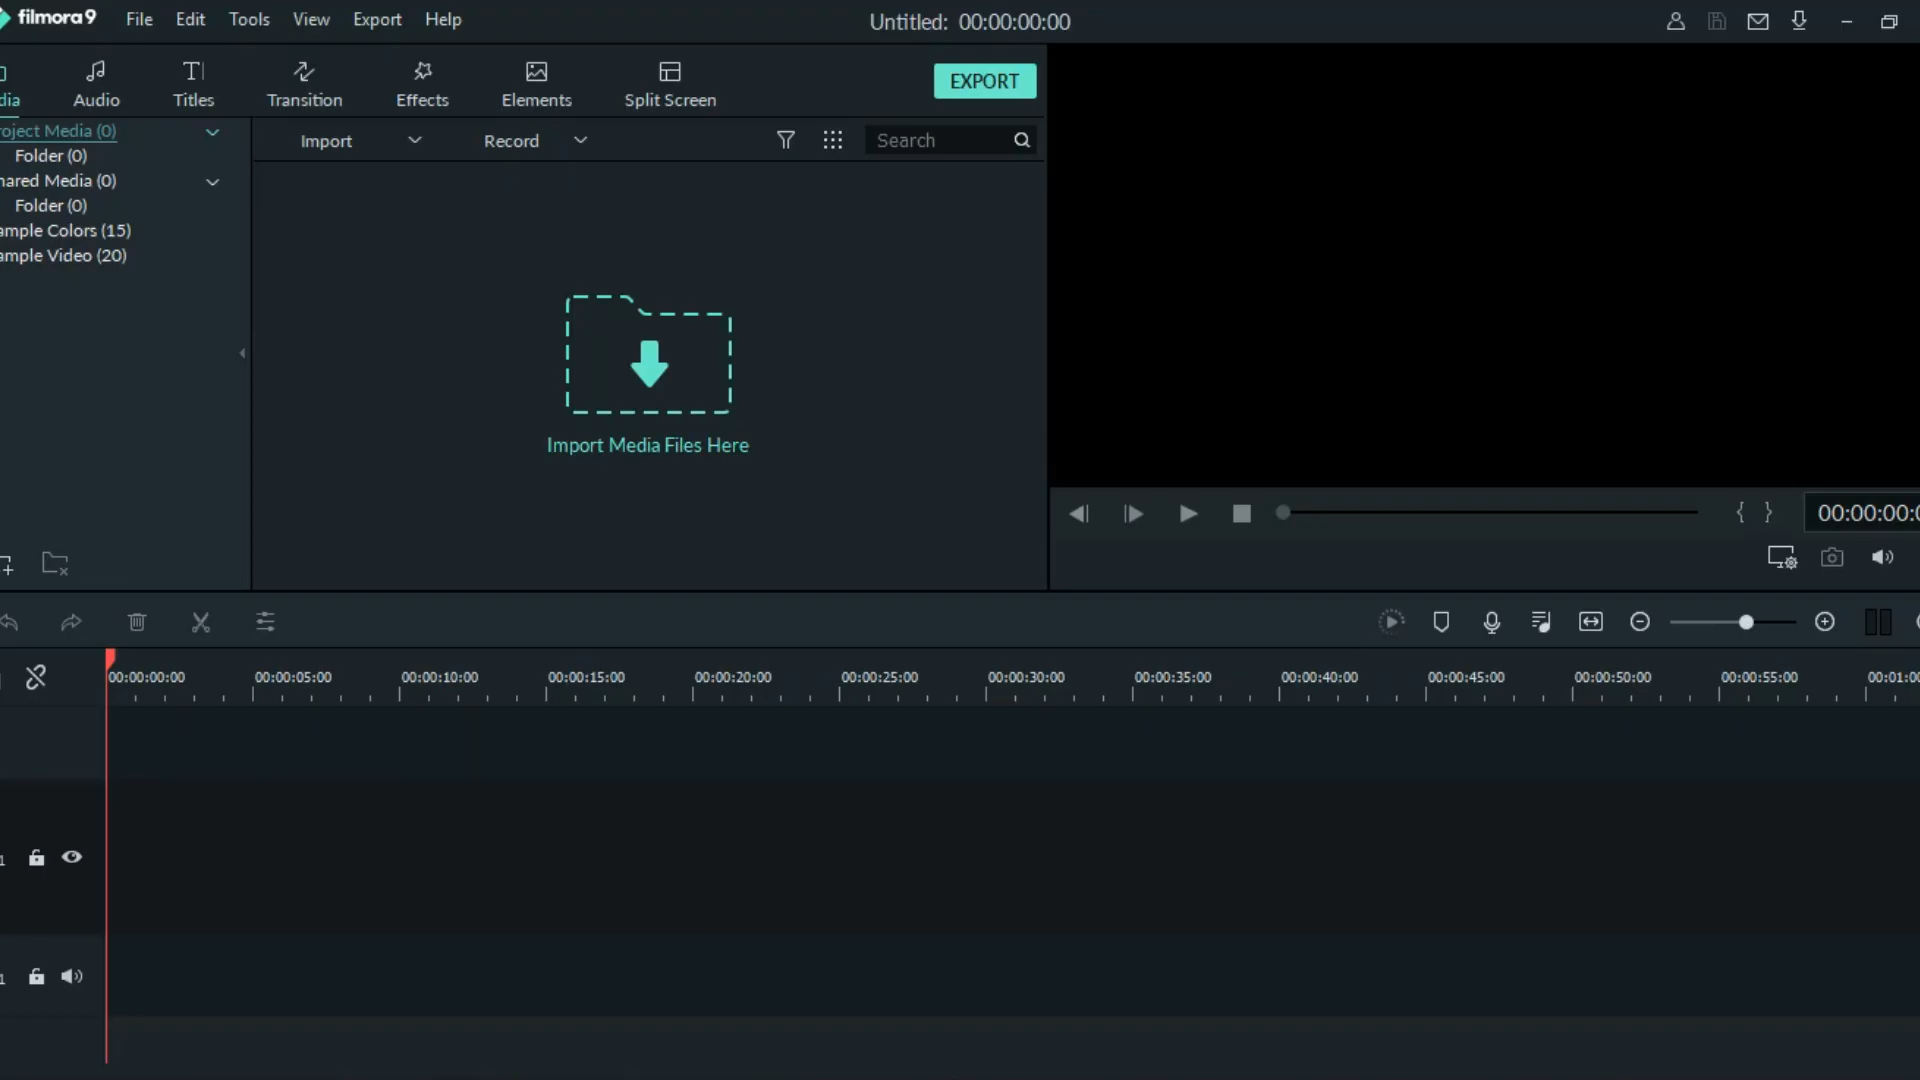 filmora9 File Edit Tools View Export Help Untitled: 00:00:00:00
dia Audio Titles Transition Effects Elements Split Screen EXPORT
oject Media (0) Import Record Search
Folder (0)
ared Media (0)
Folder (0)
ample Colors (15)
ample Video (20)
Import Media Files Here
{ } 00:00:00:0
00:00:00:00 00:00:05:00 00:00:10:00 00:00:15:00 00:00:20:00 00:00:25:00 00:00:30:00 00:00:35:00 00:00:40:00 00:00:45:00 00:00:50:00 00:00:55:00 00:01:00
1
1